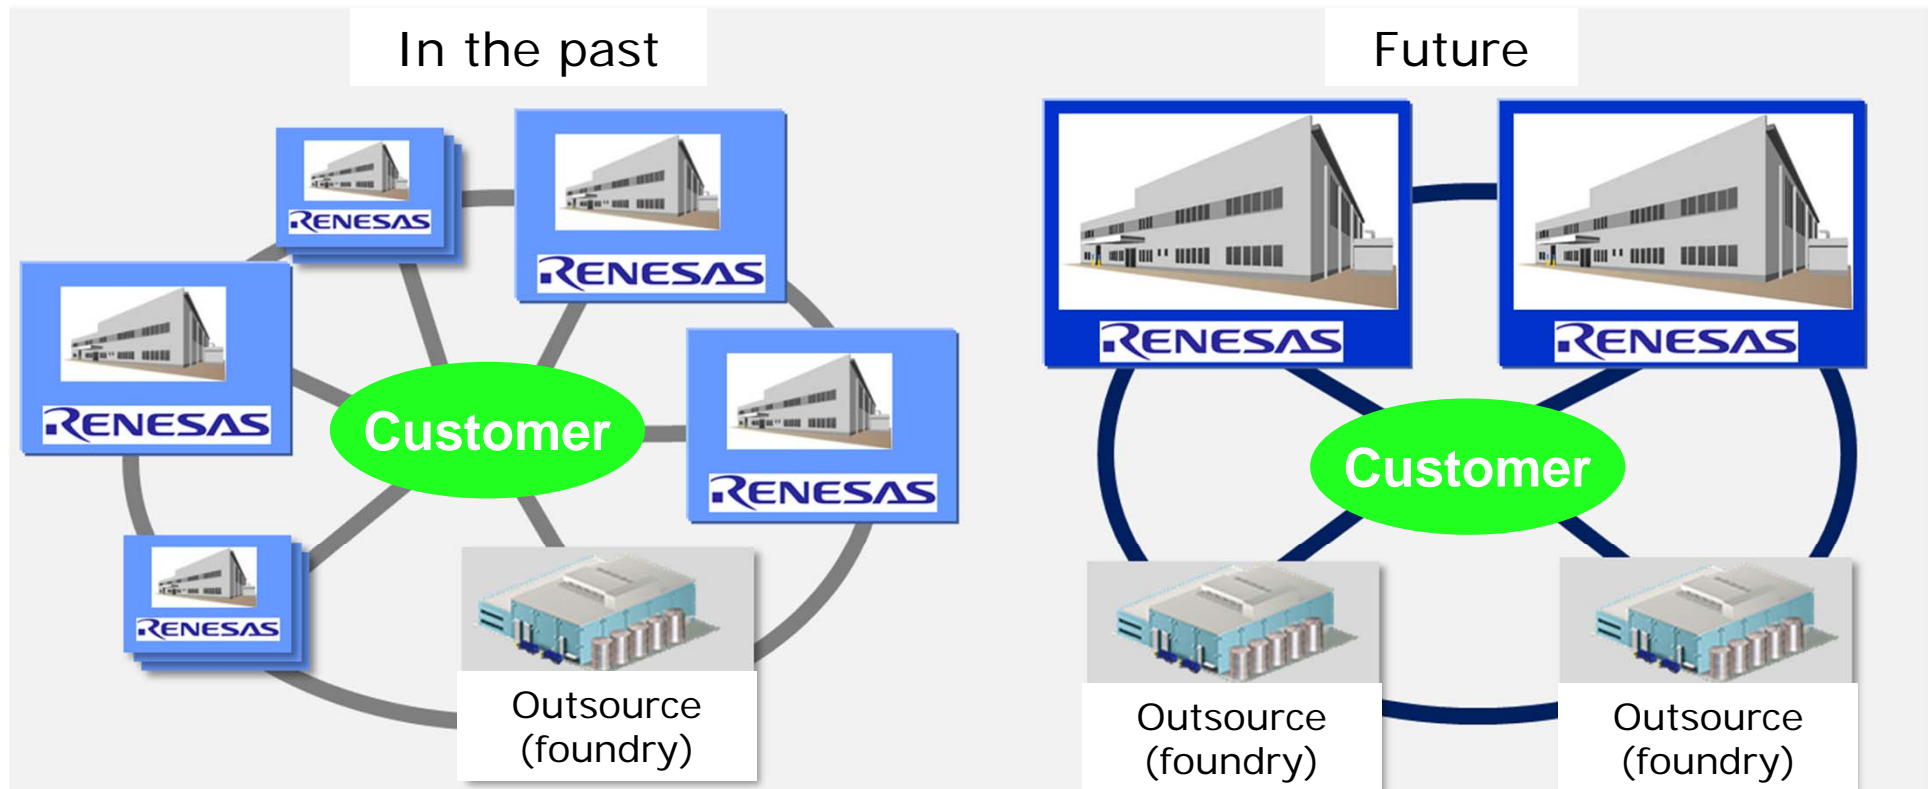 In the past
RENESAS
RENESAS
RENESAS
Customer
RENESAS
RENESAS
Outsource
(foundry)
Future
RENESAS
RENESAS
Customer
Outsource
(foundry)
Outsource
(foundry)